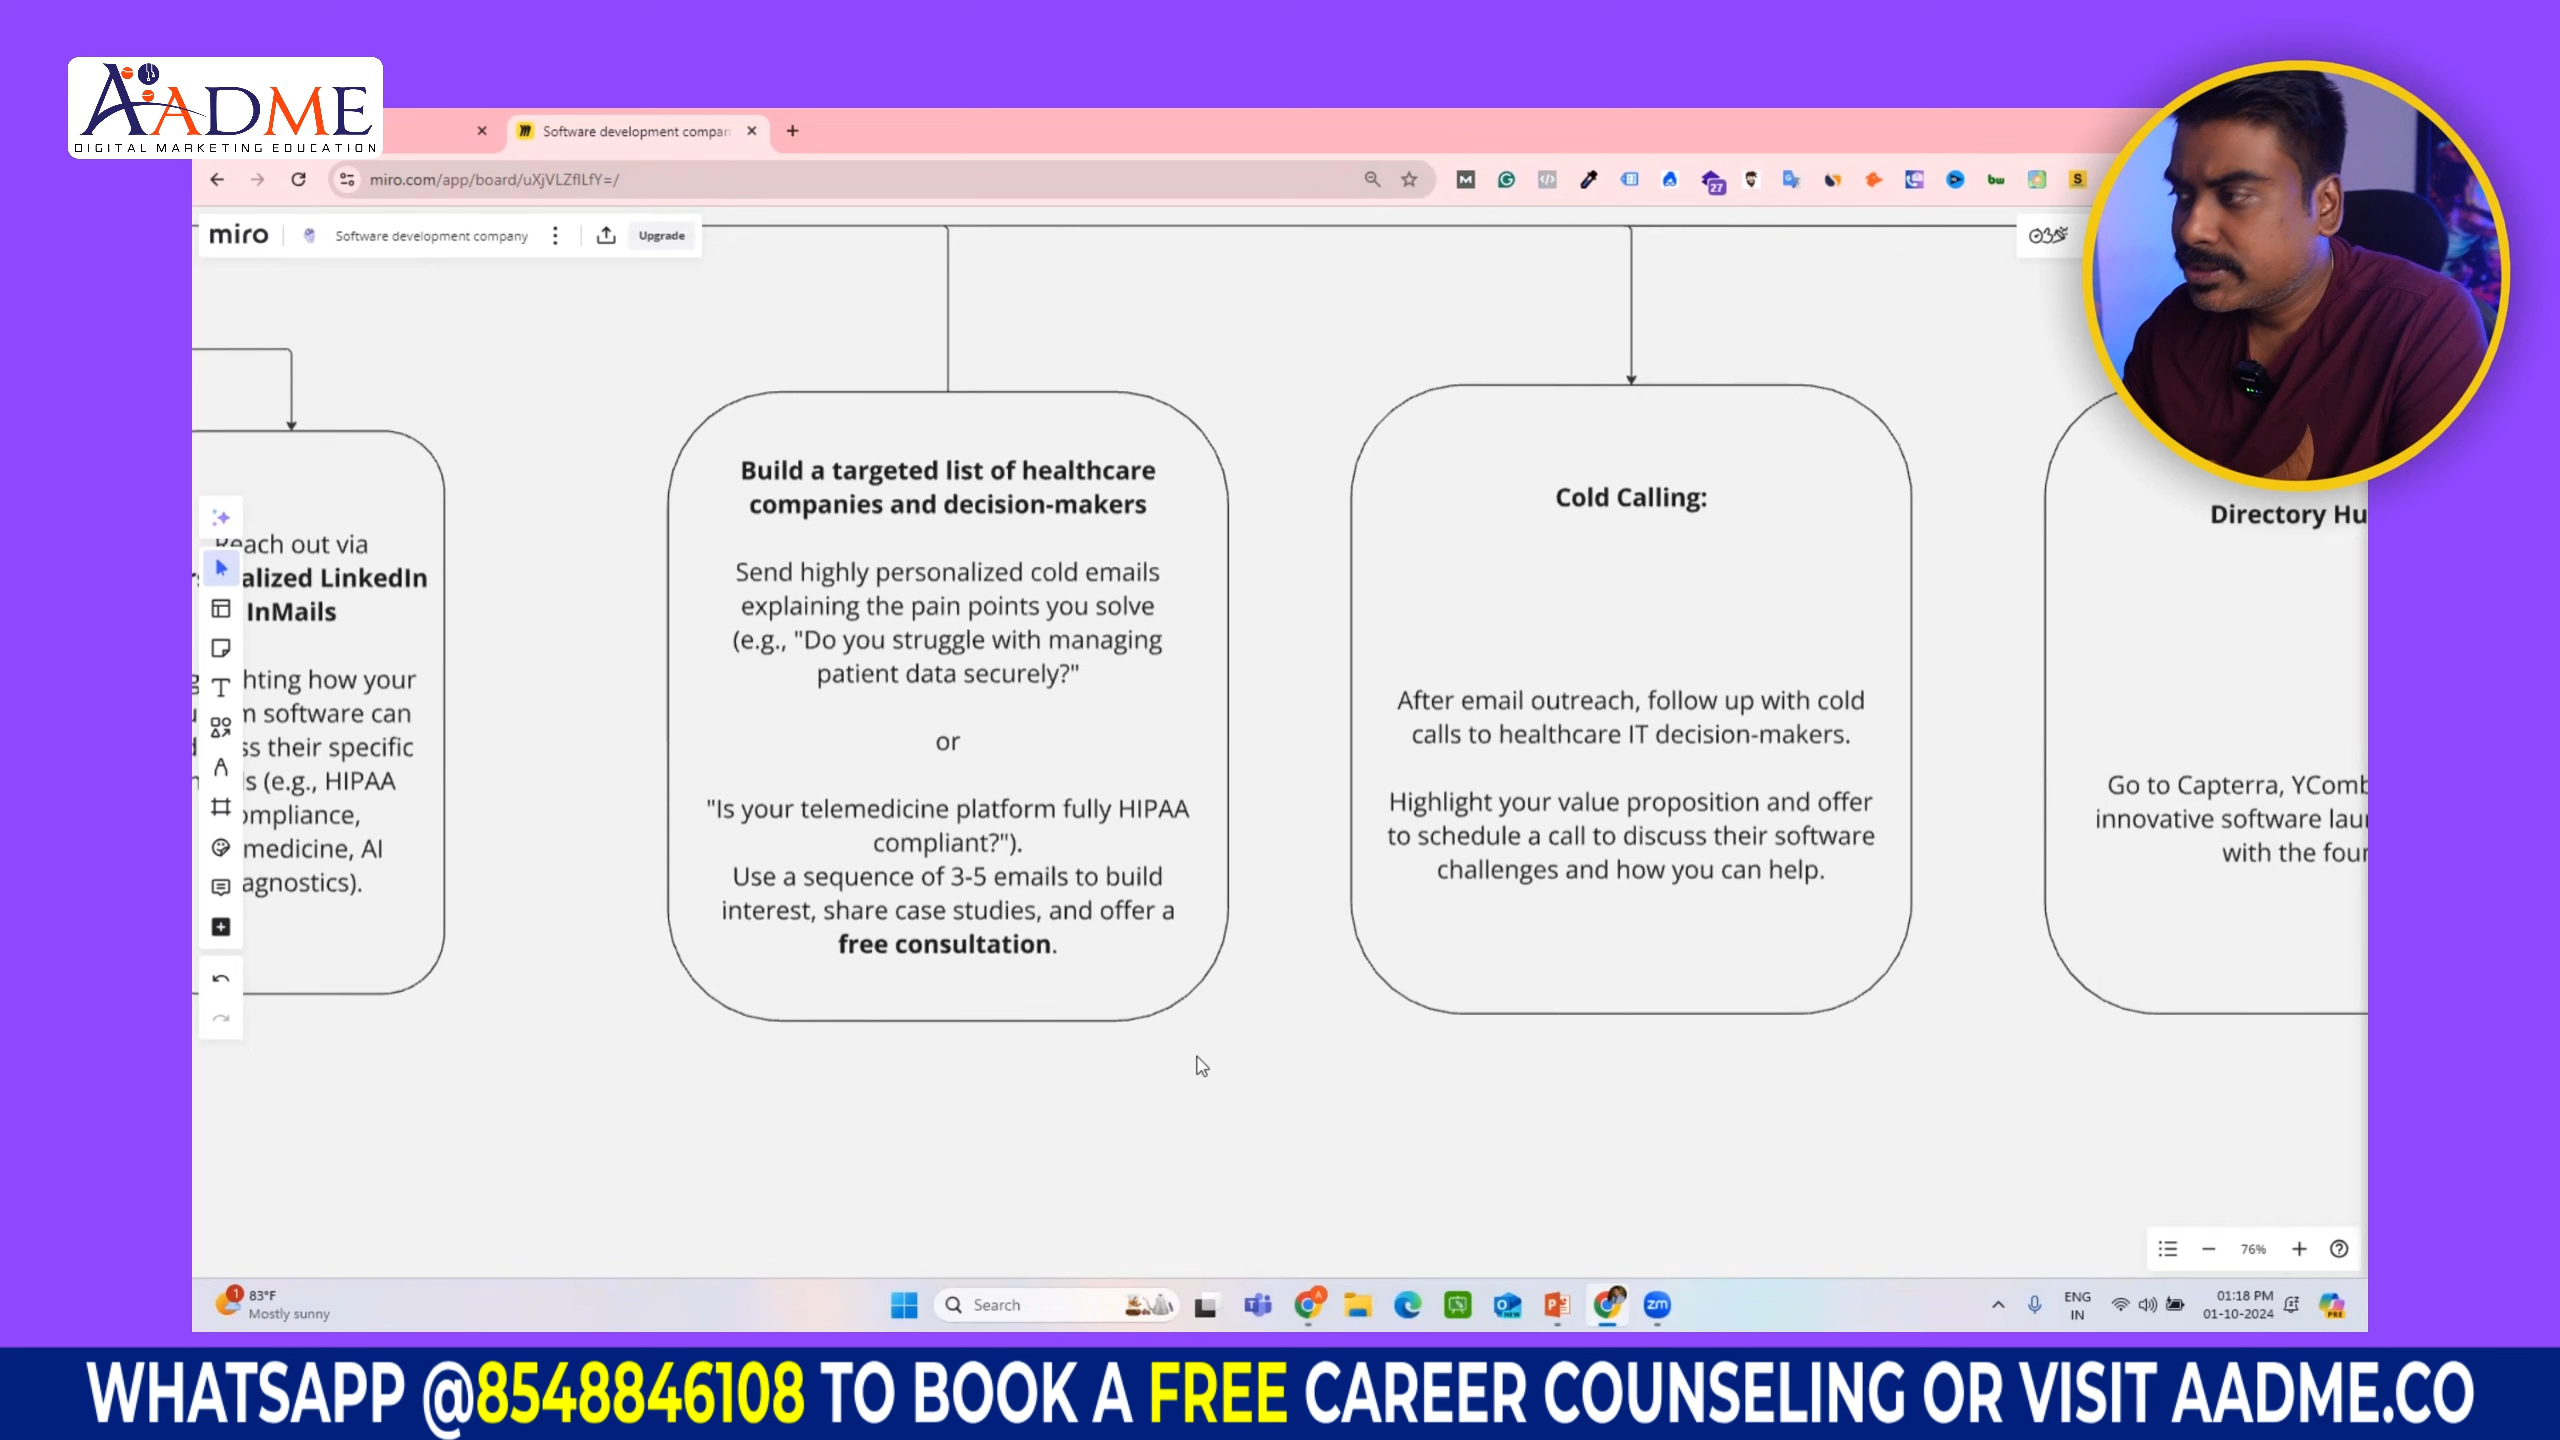 AADME
DIGITAL MARKETING EDUCATION
Software development compan
miro.com/app/board/uXjVLZflLfY=/
27
bw
S
miro
Software development company
Upgrade
Reach out via
alized LinkedIn
InMails
hting how your
m software can
ss their specific
s (e.g., HIPAA
ompliance,
medicine, AI
agnostics).
Build a targeted list of healthcare
companies and decision-makers
Send highly personalized cold emails
explaining the pain points you solve
(e.g., "Do you struggle with managing
patient data securely?"
or
"Is your telemedicine platform fully HIPAA
compliant?").
Use a sequence of 3-5 emails to build
interest, share case studies, and offer a
free consultation.
Cold Calling:
After email outreach, follow up with cold
calls to healthcare IT decision-makers.
Highlight your value proposition and offer
to schedule a call to discuss their software
challenges and how you can help.
Directory Hu
Go to Capterra, YComb
innovative software lau
with the four
76%
1
83°F
Mostly sunny
Search
zm
ENG
IN
01:18 PM
01-10-2024
WHATSAPP @8548846108 TO BOOK A FREE CAREER COUNSELING OR VISIT AADME.CO